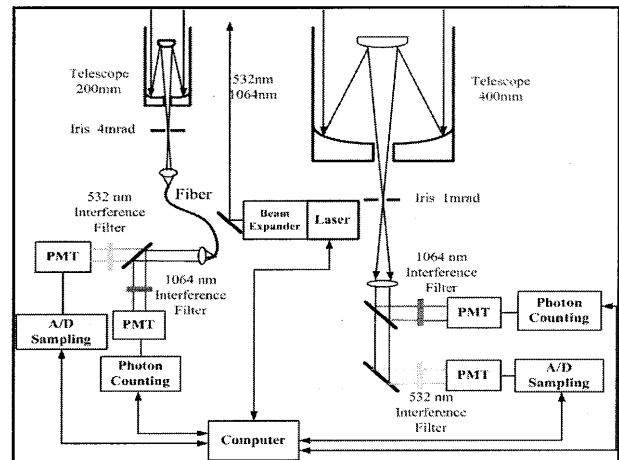 Telescope
200mm
Iris 4mrad
532nm
1064nm
Telescope
400mm
Fiber
Iris 1mrad
532 nm
Interference
Filter
Beam
Expander
Laser
PMT
1064 nm
Interference
Filter
1064 nm
Interference
Filter
A/D
Sampling
PMT
PMT
Photon
Counting
Photon
Counting
PMT
A/D
Sampling
532 nm
Interference
Filter
Computer